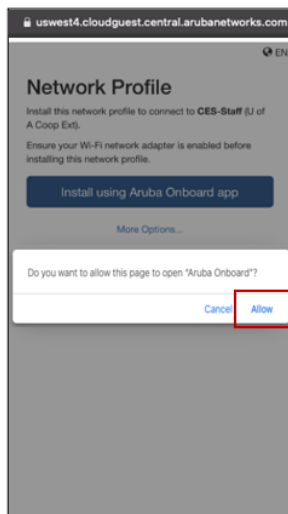 uswest4.cloudguest.central.arubanetworks.com
EN
Network Profile
Install this network profile to connect to CES-Staff (U of
A Coop Ext).
Ensure your Wi-Fi network adapter is enabled before
installing this network profile.
Install using Aruba Onboard app
More Options...
Do you want to allow this page to open "Aruba Onboard"?
Cancel Allow